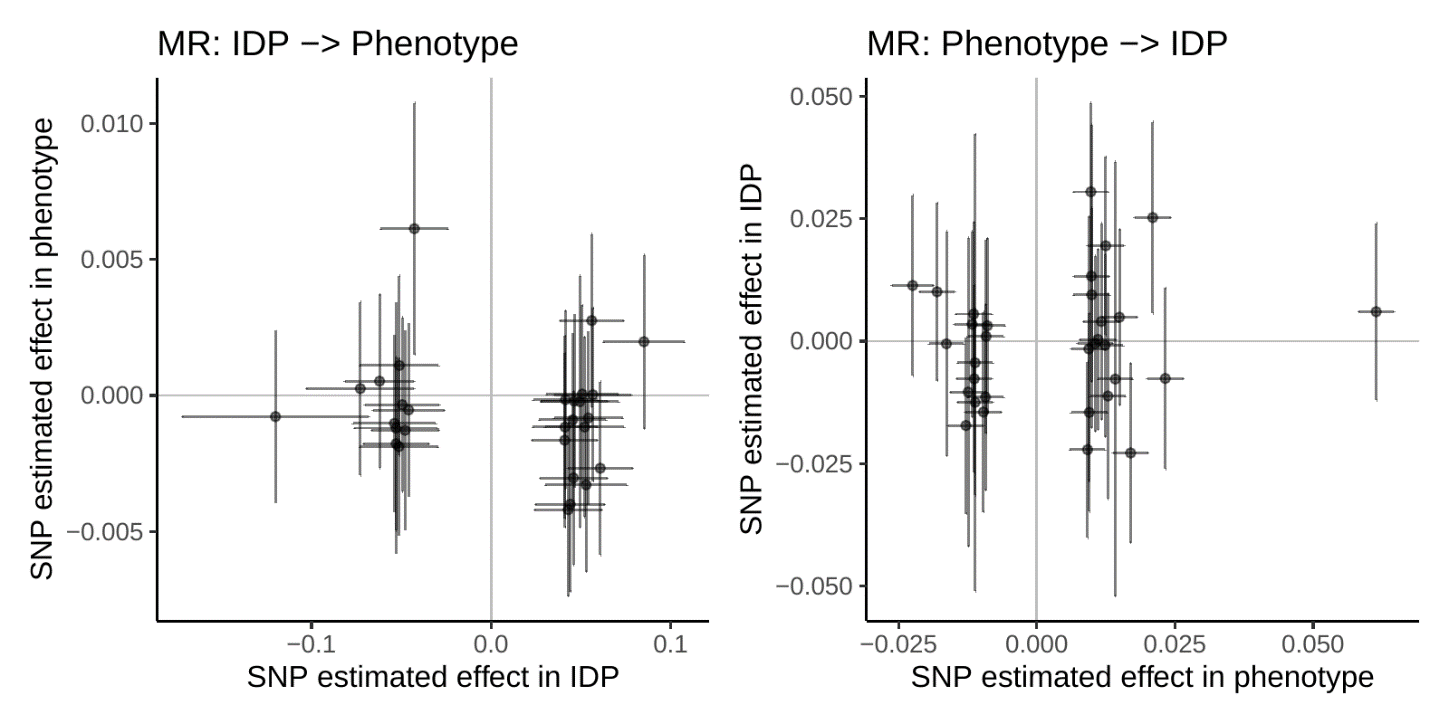 MR: IDP −> Phenotype
SNP estimated effect in phenotype
0.010
0.005
0.000
−0.005
−0.1
0.0
0.1
SNP estimated effect in IDP
MR: Phenotype −> IDP
SNP estimated effect in IDP
0.050
0.025
0.000
−0.025
−0.050
−0.025
0.000
0.025
0.050
SNP estimated effect in phenotype